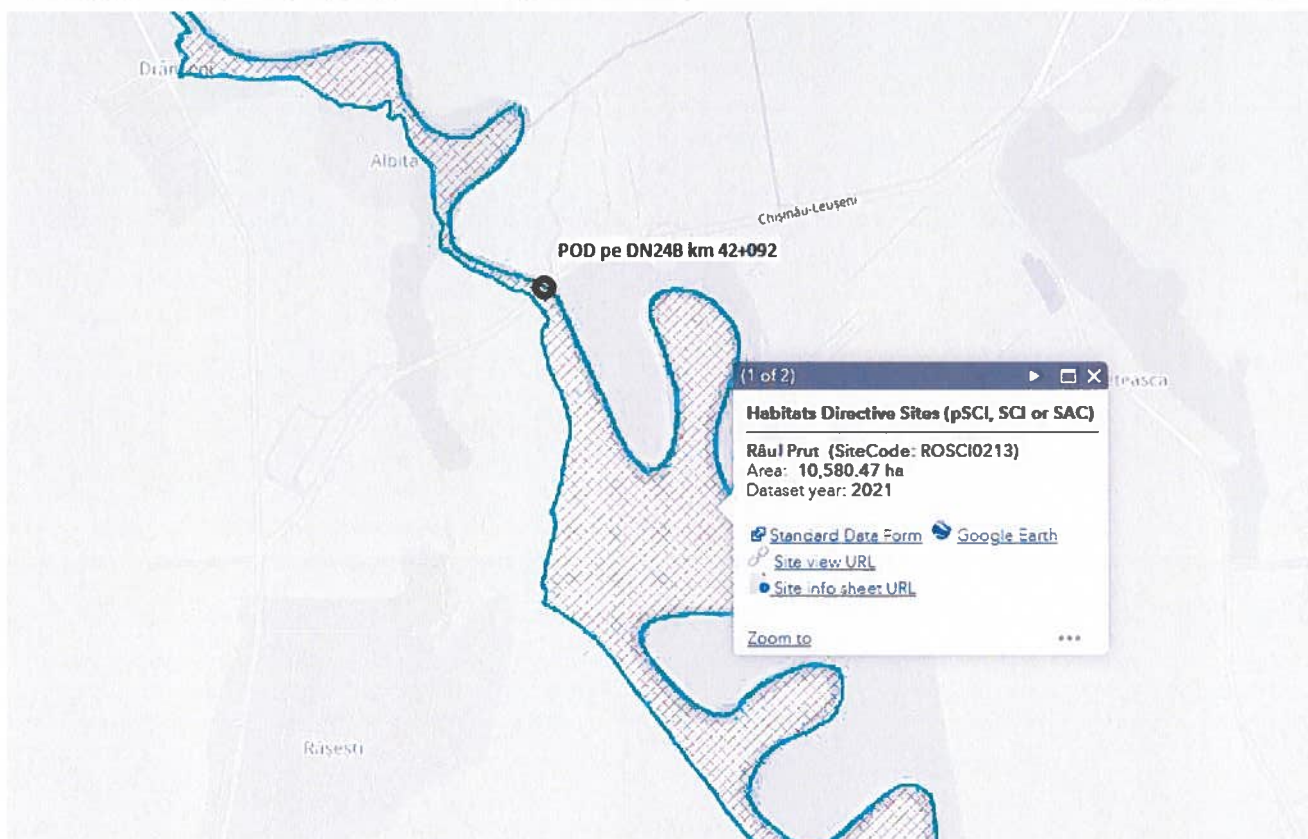 Albița
Chișinău-Leușeni
POD pe DN24B km 42+092
(1 of 2)
Habitats Directive Sites (pSCI, SCI or SAC)
Râul Prut (SiteCode: ROSCI0213)
Area: 10,580.47 ha
Dataset year: 2021
Standard Data Form Google Earth
Site view URL
Site info sheet URL
Zoom to
Râșești